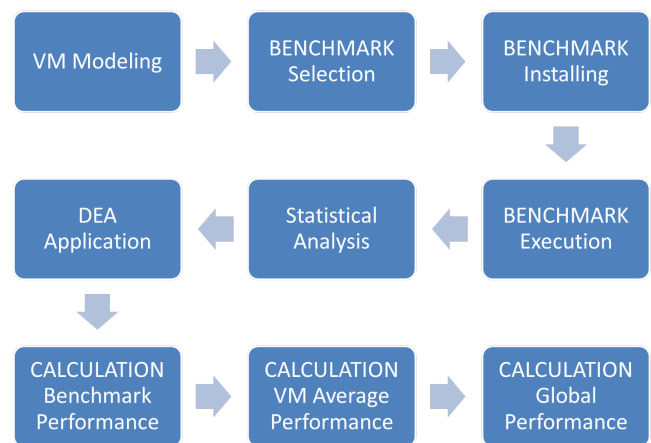 VM Modeling
BENCHMARK
Selection
BENCHMARK
Installing
BENCHMARK
Execution
Statistical
Analysis
DEA
Application
CALCULATION
Benchmark
Performance
CALCULATION
VM Average
Performance
CALCULATION
Global
Performance